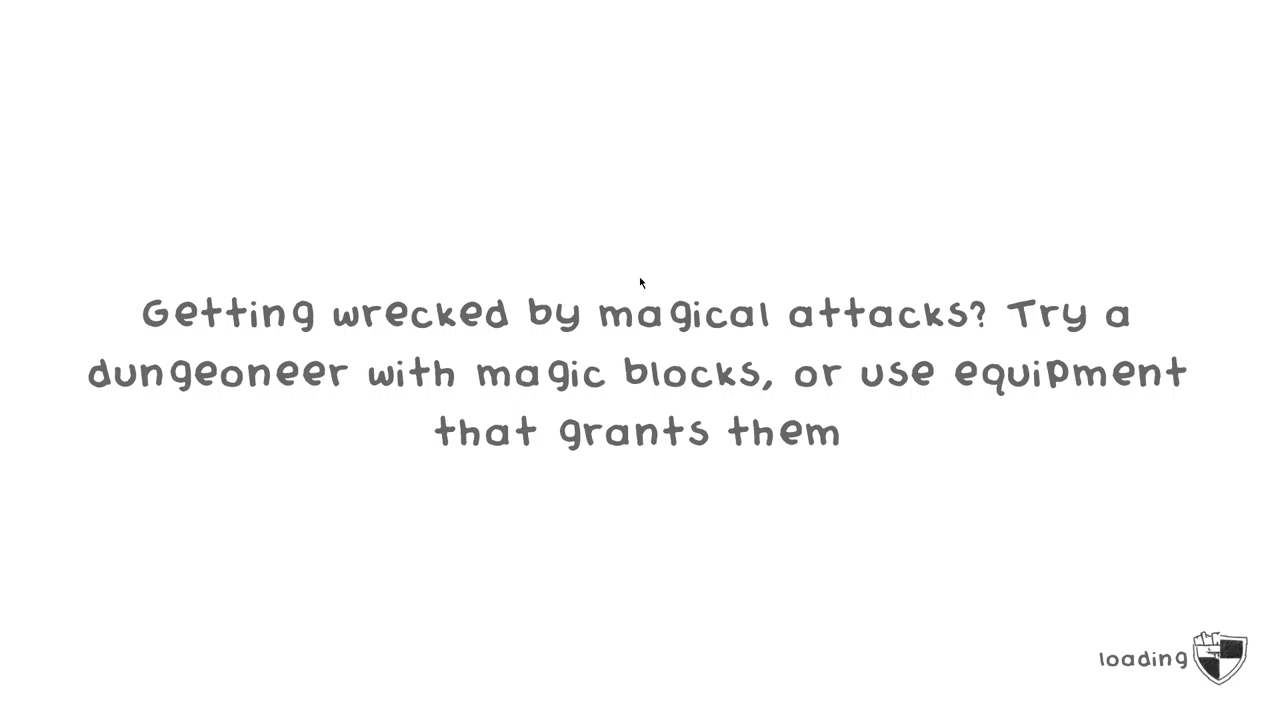 Getting wrecked by magical attacks? Try a
dungeoneer with magic blocks, or use equipment
that grants them
loading